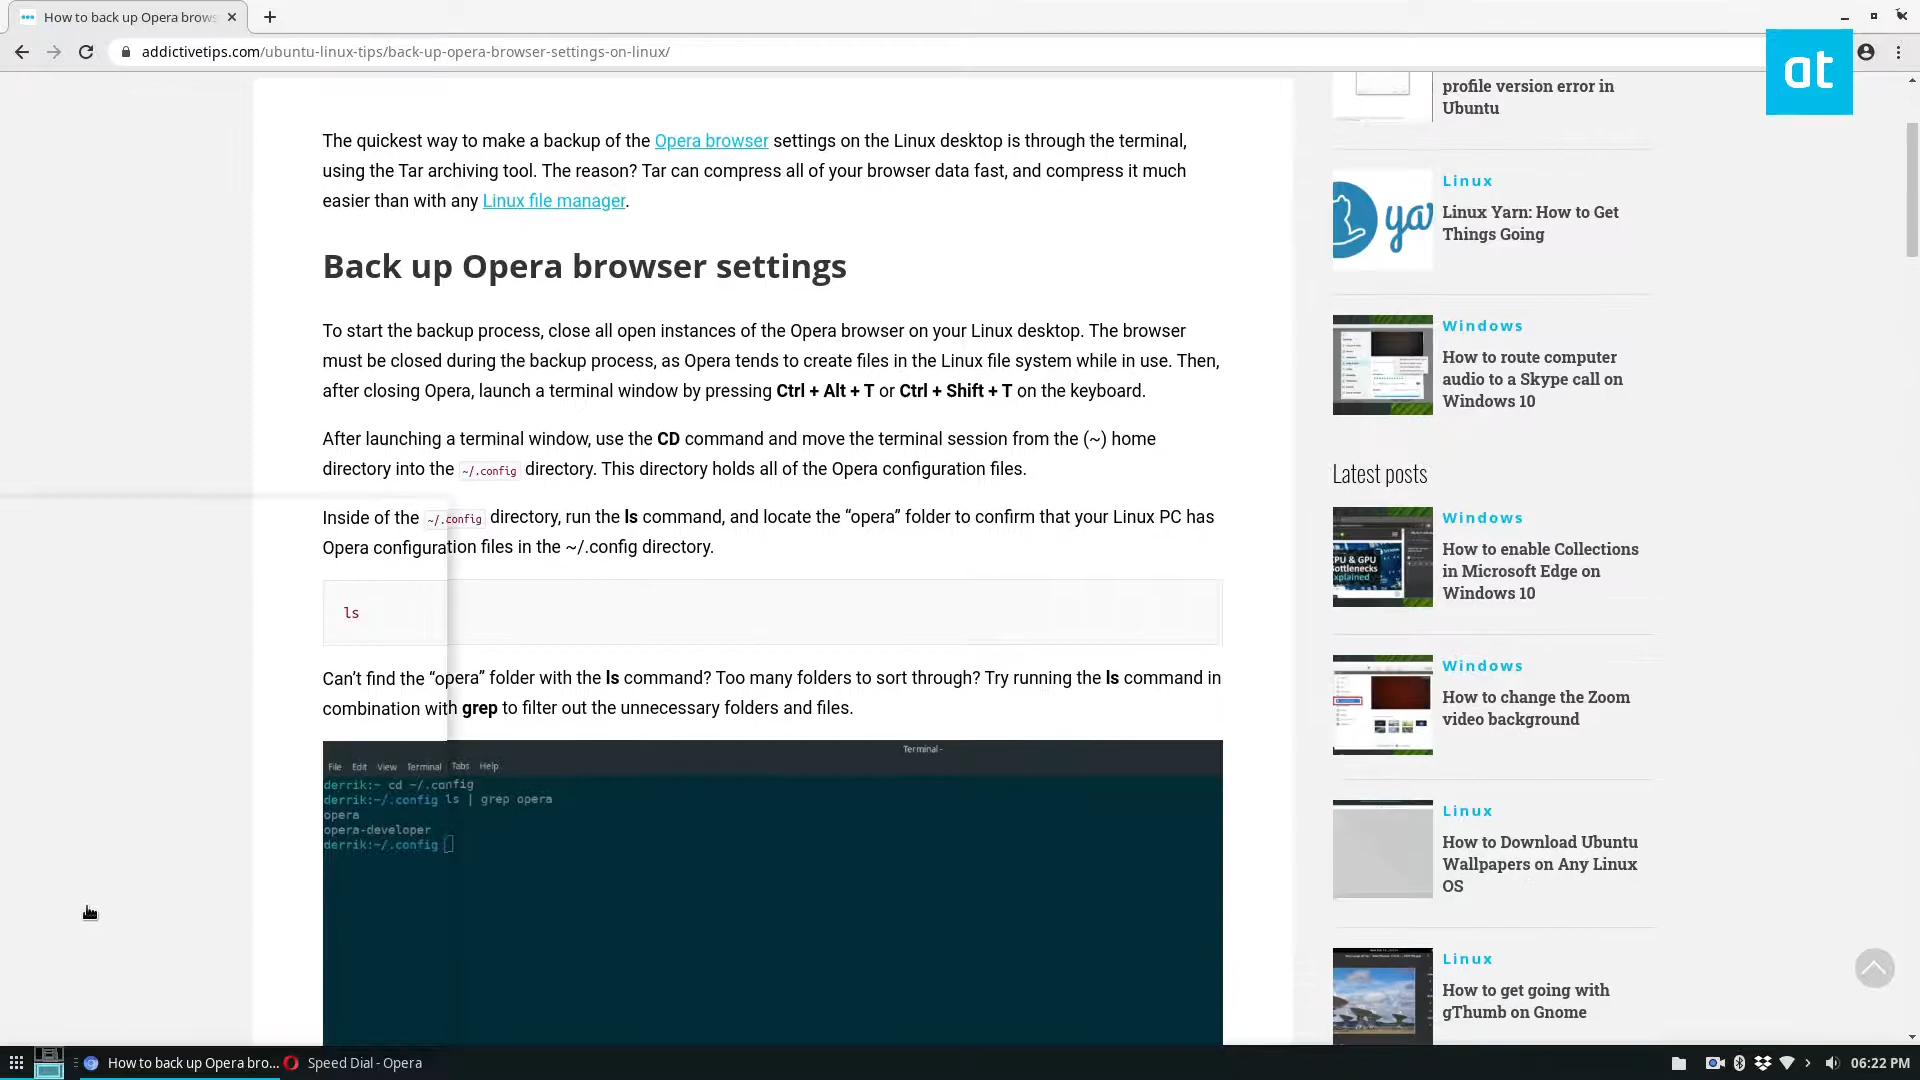 How to back up Opera brows
addictivetips.com/ubuntu-linux-tips/back-up-opera-browser-settings-on-linux/
at
The quickest way to make a backup of the Opera browser settings on the Linux desktop is through the terminal,
using the Tar archiving tool. The reason? Tar can compress all of your browser data fast, and compress it much
easier than with any Linux file manager.
Back up Opera browser settings
To start the backup process, close all open instances of the Opera browser on your Linux desktop. The browser
must be closed during the backup process, as Opera tends to create files in the Linux file system while in use. Then,
after closing Opera, launch a terminal window by pressing Ctrl + Alt + T or Ctrl + Shift + T on the keyboard.
After launching a terminal window, use the CD command and move the terminal session from the (~) home
directory into the ~/.config directory. This directory holds all of the Opera configuration files.
Inside of the ~/.config directory, run the ls command, and locate the “opera” folder to confirm that your Linux PC has
Opera configuration files in the ~/.config directory.
ls
Can’t find the “opera” folder with the ls command? Too many folders to sort through? Try running the ls command in
combination with grep to filter out the unnecessary folders and files.
Terminal -
File Edit View Terminal Tabs Help
derrik:~ cd ~/.config
derrik:~/.config ls | grep opera
opera
opera-developer
derrik:~/.config
profile version error in
Ubuntu
yar
Linux
Linux Yarn: How to Get
Things Going
Windows
How to route computer
audio to a Skype call on
Windows 10
Latest posts
CPU & GPU
Bottlenecks
Explained
Windows
How to enable Collections
in Microsoft Edge on
Windows 10
Windows
How to change the Zoom
video background
Linux
How to Download Ubuntu
Wallpapers on Any Linux
OS
Linux
How to get going with
gThumb on Gnome
How to back up Opera bro...
Speed Dial - Opera
06:22 PM